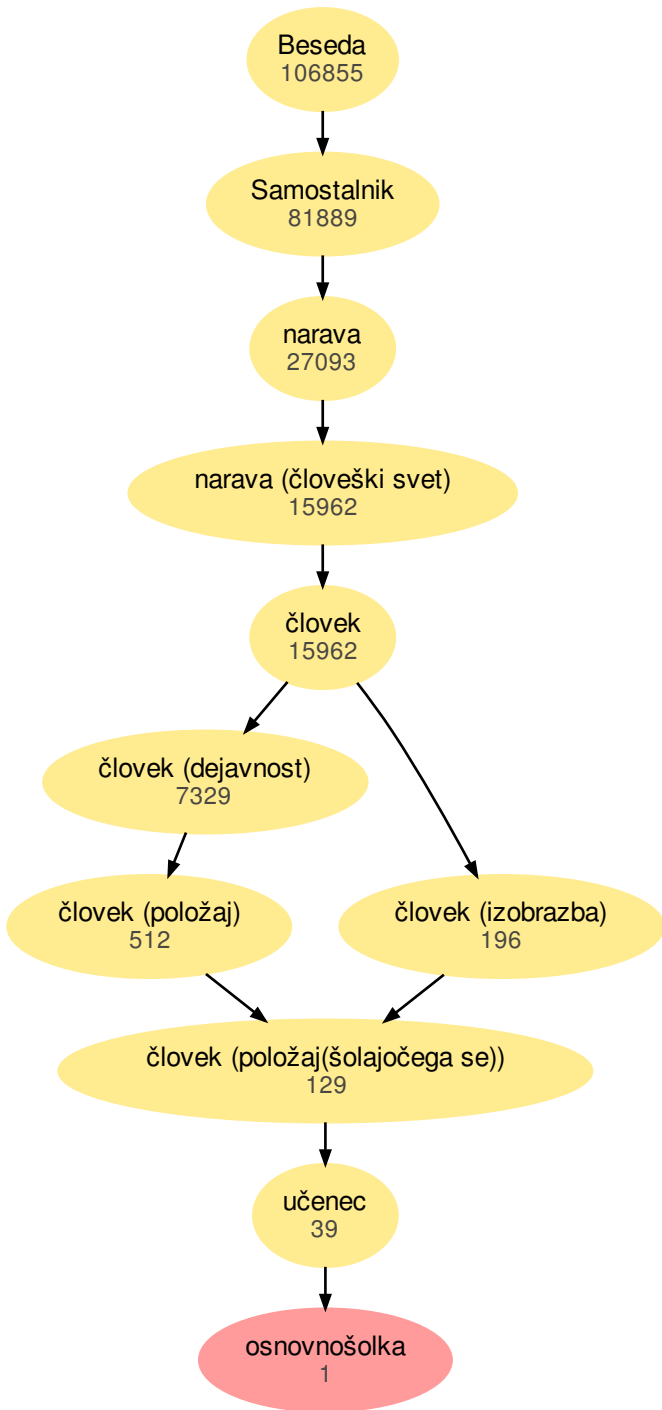 Beseda
106855
Samostalnik
81889
narava
27093
narava (človeški svet)
15962
človek
15962
človek (dejavnost)
7329
človek (položaj)
512
človek (izobrazba)
196
človek (položaj(šolajočega se))
129
učenec
39
osnovnošolka
1